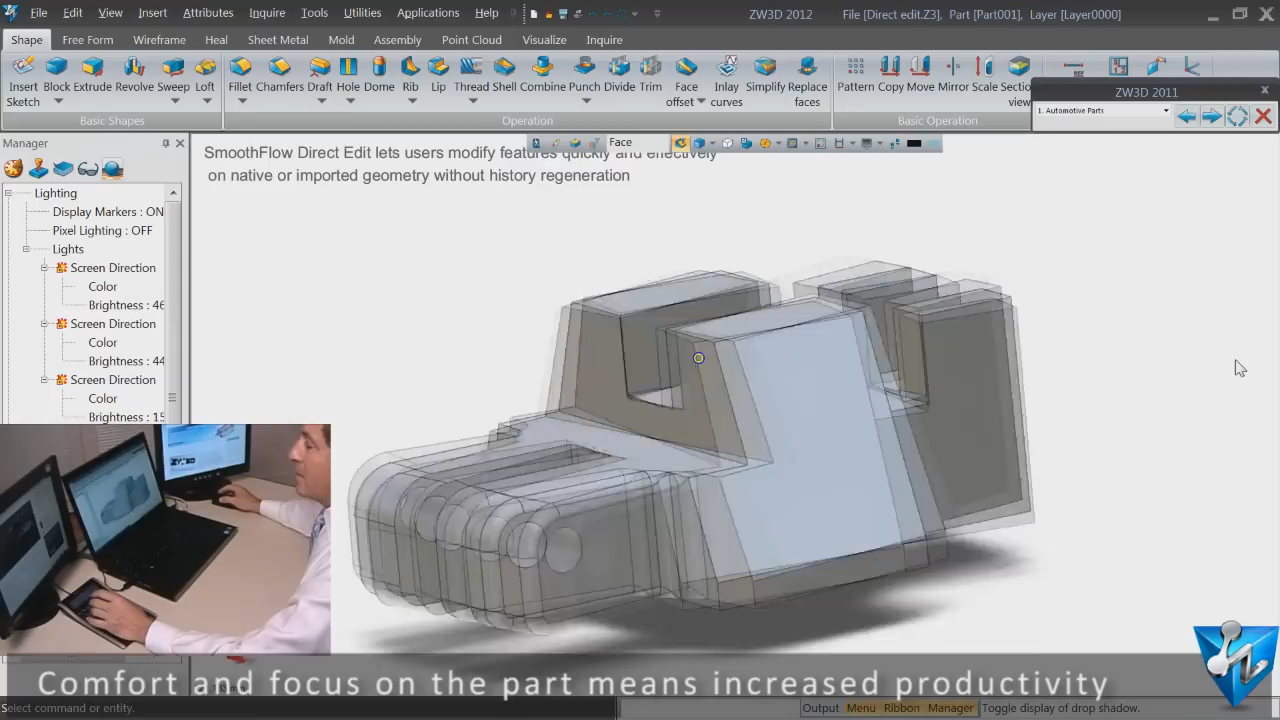 File Edit View Insert Attributes Inquire Tools Utilities Applications Help
ZW3D 2012 File [Direct edit.Z3], Part [Part001], Layer [Layer0000]
Shape Free Form Wireframe Heal Sheet Metal Mold Assembly Point Cloud Visualize Inquire
Insert Sketch Block Extrude Revolve Sweep Loft
Fillet Chamfers Draft Hole Dome Rib Lip Thread Shell Combine Punch Divide Trim Face offset Inlay curves Simplify Replace faces
Pattern Copy Move Mirror Scale
REF
Basic Shapes Operation Basic Operation
ZW3D 2011
1. Automotive Parts
Manager
Face
SmoothFlow Direct Edit lets users modify features quickly and effectively
on native or imported geometry without history regeneration
Lighting
Display Markers : ON
Pixel Lighting : OFF
Lights
Screen Direction
Color
Brightness : 46
Screen Direction
Color
Brightness : 44
Screen Direction
Color
Brightness : 15
Comfort and focus on the part means increased productivity
Select command or entity.
Output Menu Ribbon Manager Toggle display of drop shadow.